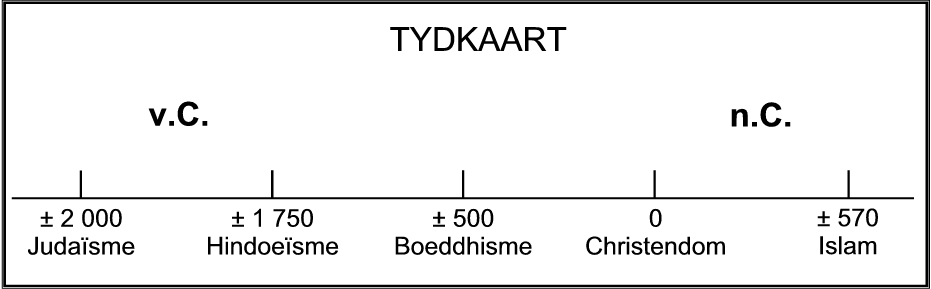 TYDKAART
v.C. n.C.
± 2 000 ± 1 750 ± 500 0 ± 570
Judaïsme Hindoeïsme Boeddhisme Christendom Islam